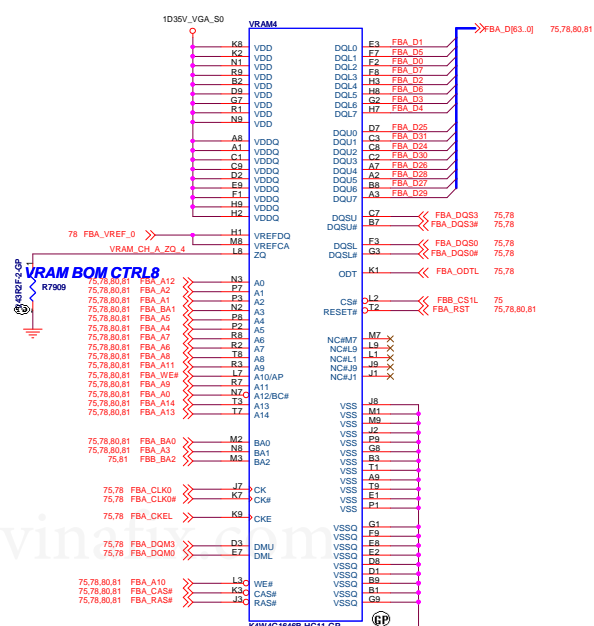 1D35V_VGA_S0
VRAM4
FBA_D[63..0] 75,78,80,81
K8 VDD DQL0 E3 FBA_D1
K2 VDD DQL1 F7 FBA_D5
N1 VDD DQL2 F2 FBA_D0
R9 VDD DQL3 F8 FBA_D7
B2 VDD DQL4 H3 FBA_D2
D9 VDD DQL5 H8 FBA_D6
G7 VDD DQL6 G2 FBA_D3
R1 VDD DQL7 H7 FBA_D4
N9 VDD
DQU0 D7 FBA_D25
A8 VDDQ DQU1 C3 FBA_D31
A1 VDDQ DQU2 C8 FBA_D24
C1 VDDQ DQU3 C2 FBA_D30
C9 VDDQ DQU4 A7 FBA_D26
D2 VDDQ DQU5 A2 FBA_D28
E9 VDDQ DQU6 B8 FBA_D27
F1 VDDQ DQU7 A3 FBA_D29
H9 VDDQ
H2 VDDQ DQSU C7 FBA_DQS3 75,78
DQSU# B7 FBA_DQS3# 75,78
78 FBA_VREF_0 H1 VREFDQ
M8 VREFCA DQSL F3 FBA_DQS0 75,78
VRAM_CH_A_ZQ_4 L8 ZQ DQSL# G3 FBA_DQS0# 75,78
VRAM BOM CTRL8
ODT K1 FBA_ODTL 75,78
R7909
75,78,80,81 FBA_A12 N3 A0
75,78,80,81 FBA_A1 P7 A1
75,78,80,81 FBA_A2 P3 A2 CS# L2 FBB_CS1L 75
75,78,80,81 FBA_BA1 N2 A3 RESET# T2 FBA_RST 75,78,80,81
75,78,80,81 FBA_A5 P8 A4
75,78,80,81 FBA_A4 P2 A5
75,78,80,81 FBA_A7 R8 A6 NC#M7 M7
75,78,80,81 FBA_A6 R2 A7 NC#L9 L9
75,78,80,81 FBA_A8 T8 A8 NC#L1 L1
75,78,80,81 FBA_A11 R3 A9 NC#J9 J9
75,78,80,81 FBA_WE# L7 A10/AP NC#J1 J1
75,78,80,81 FBA_A9 R7 A11
75,78,80,81 FBA_A0 N7 A12/BC#
75,78,80,81 FBA_A14 T3 A13 VSS J8
75,78,80,81 FBA_A13 T7 A14 VSS M1
VSS M9
VSS J2
75,78,80,81 FBA_BA0 M2 BA0 VSS P9
75,78,80,81 FBA_A3 N8 BA1 VSS G8
75,81 FBB_BA2 M3 BA2 VSS B3
VSS T1
VSS A9
75,78 FBA_CLK0 J7 CK VSS T9
75,78 FBA_CLK0# K7 CK# VSS E1
VSS P1
75,78 FBA_CKEL K9 CKE
VSSQ G1
VSSQ F9
75,78 FBA_DQM3 D3 DMU VSSQ E8
75,78 FBA_DQM0 E7 DML VSSQ E2
VSSQ D8
VSSQ D1
75,78,80,81 FBA_A10 L3 WE# VSSQ B9
75,78,80,81 FBA_CAS# K3 CAS# VSSQ B1
75,78,80,81 FBA_RAS# J3 RAS# VSSQ G9
K4W4G1646B-HC11-GP
GP
vinafix.com